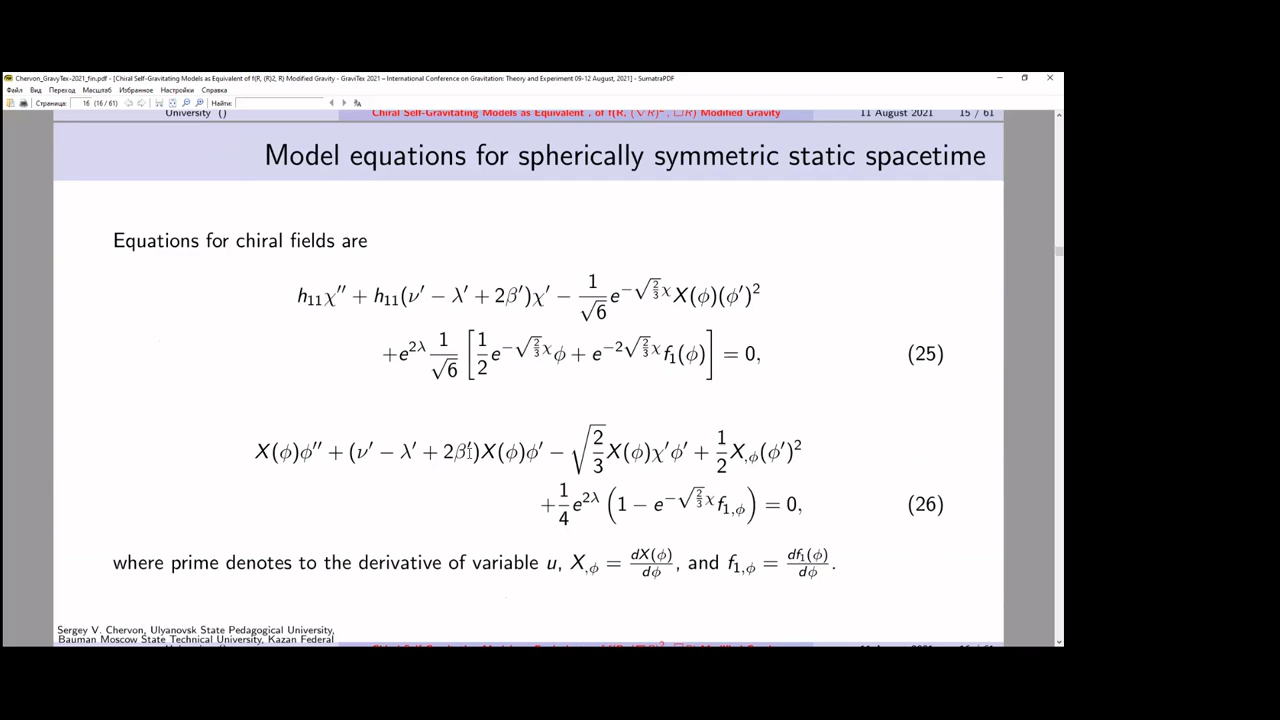 Chervon_GravyTex-2021_fin.pdf - [Chiral Self-Gravitating Models as Equivalent of f(R, (R)2, R) Modified Gravity - GraviTex 2021 – International Conference on Gravitation: Theory and Experiment 09-12 August, 2021] - SumatraPDF
Файл Вид Переход Масштаб Избранное Настройки Справка
Страница: 16 (16 / 61) Найти:
University () Chiral Self-Gravitating Models as Equivalent , of f(R, (∇R)², □R) Modified Gravity 11 August 2021 15 / 61
Model equations for spherically symmetric static spacetime
Equations for chiral fields are
h₁₁χ″ + h₁₁(ν′ − λ′ + 2β′)χ′ − 1/√6 e^{−√(2/3)χ} X(ϕ)(ϕ′)²
+e^{2λ} 1/√6 [1/2 e^{−√(2/3)χ} ϕ + e^{−2√(2/3)χ} f₁(ϕ)] = 0, (25)
X(ϕ)ϕ″ + (ν′ − λ′ + 2β′)X(ϕ)ϕ′ − √(2/3) X(ϕ)χ′ϕ′ + 1/2 X,ϕ(ϕ′)²
+1/4 e^{2λ} (1 − e^{−√(2/3)χ} f₁,ϕ) = 0, (26)
where prime denotes to the derivative of variable u, X,ϕ = dX(ϕ)/dϕ, and f₁,ϕ = df₁(ϕ)/dϕ.
Sergey V. Chervon, Ulyanovsk State Pedagogical University,
Bauman Moscow State Technical University, Kazan Federal